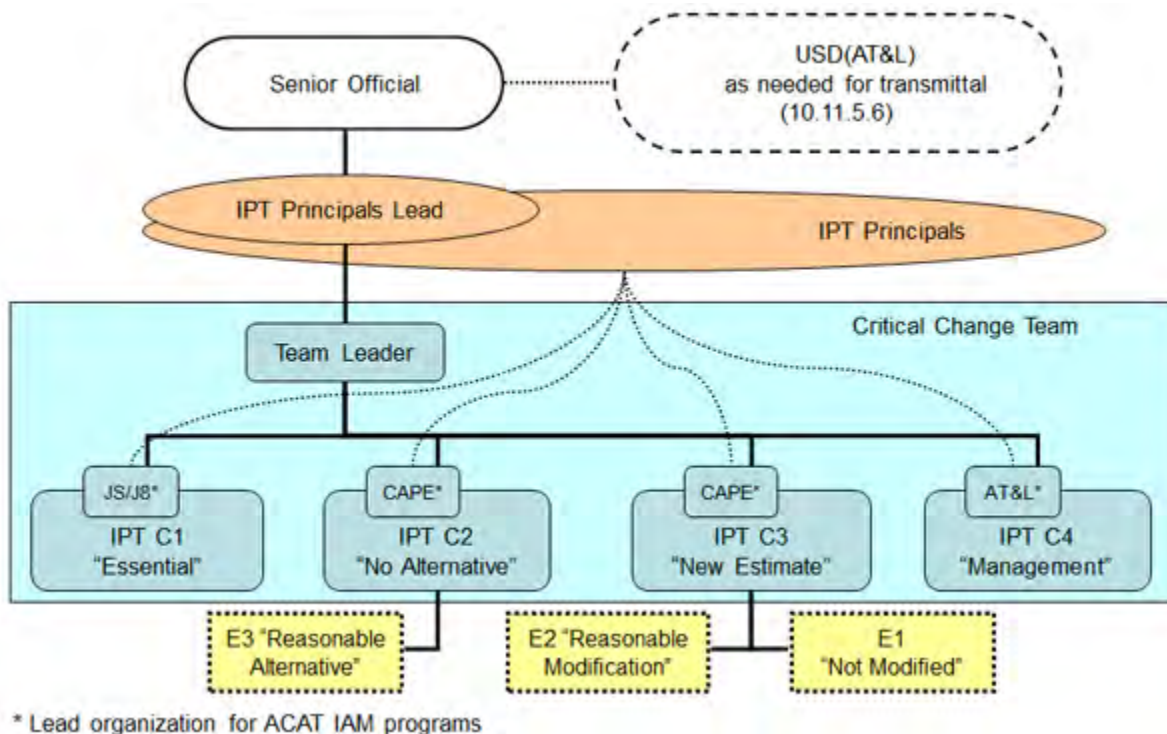 Senior Official
USD(AT&L)
as needed for transmittal
(10.11.5.6)
IPT Principals Lead
IPT Principals
Critical Change Team
Team Leader
JS/J8*
IPT C1
“Essential”
CAPE*
IPT C2
“No Alternative”
CAPE*
IPT C3
“New Estimate”
AT&L*
IPT C4
“Management”
E3 “Reasonable
Alternative”
E2 “Reasonable
Modification”
E1
“Not Modified”
* Lead organization for ACAT IAM programs